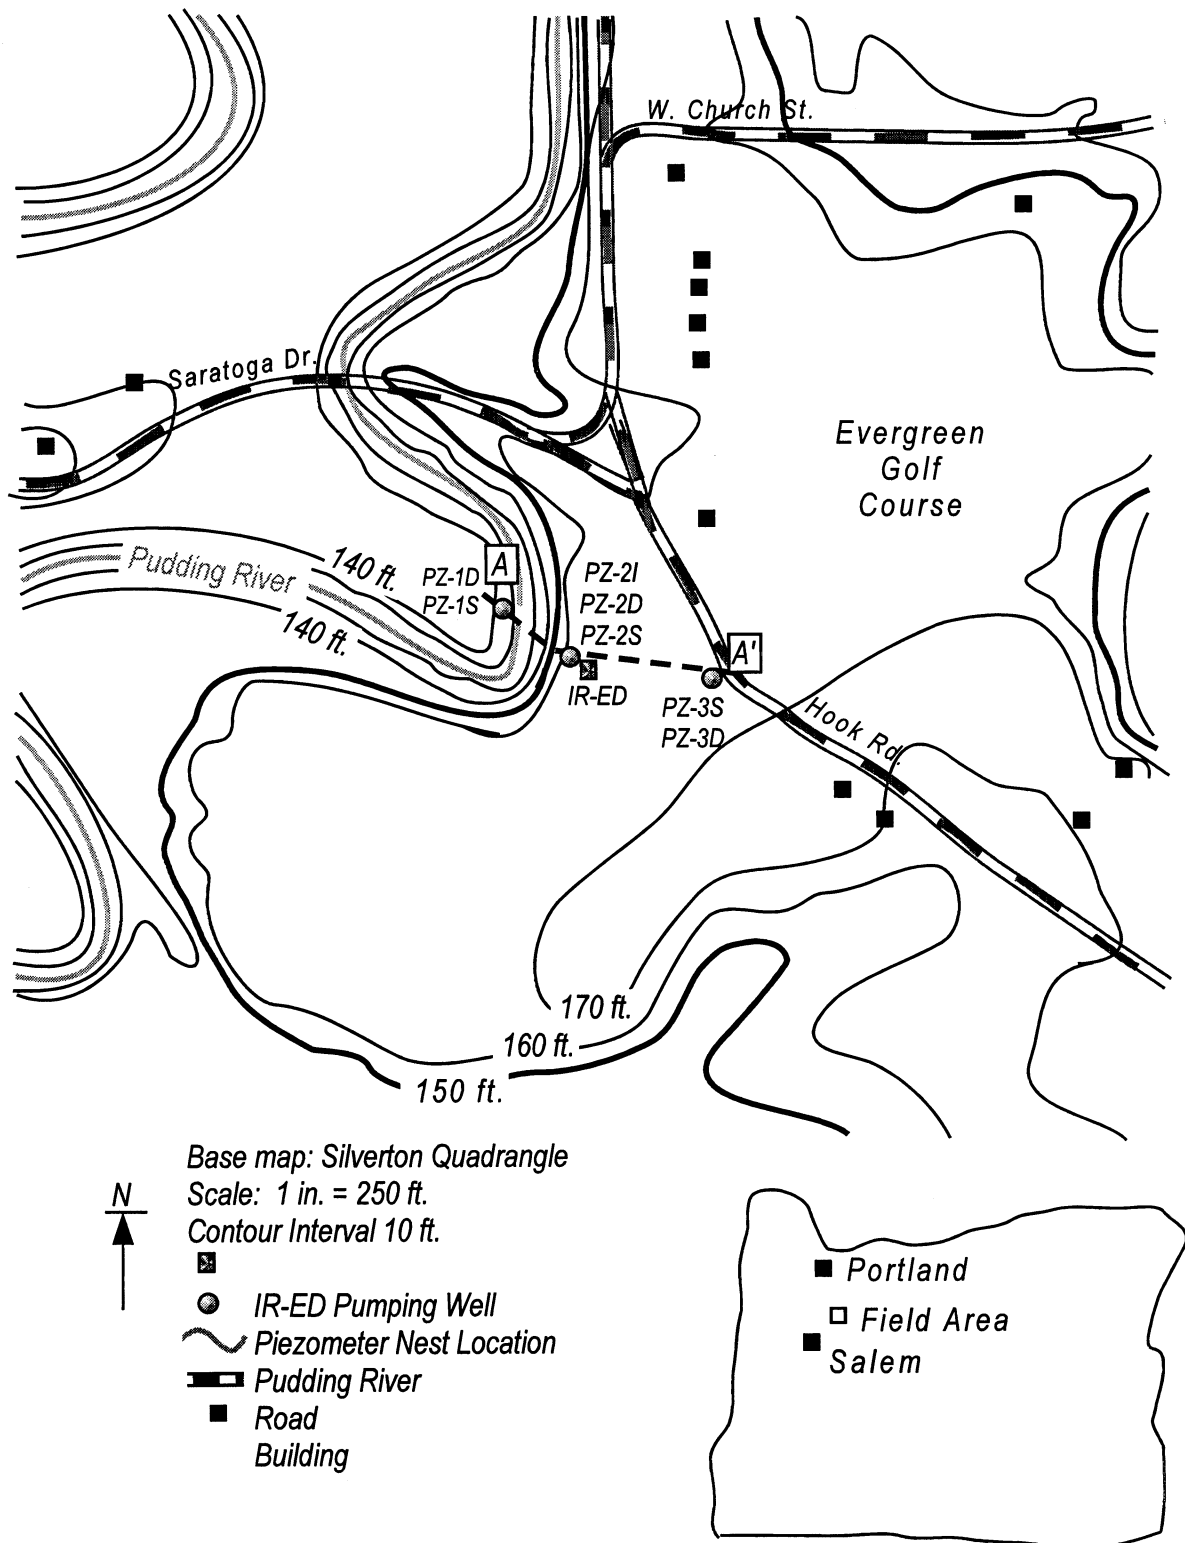 W. Church St.
Saratoga Dr.
Evergreen
Golf
Course
Pudding River
140 ft.
140 ft.
A
PZ-1D
PZ-1S
PZ-2I
PZ-2D
PZ-2S
IR-ED
A'
PZ-3S
PZ-3D
Hook Rd.
170 ft.
160 ft.
150 ft.
Base map: Silverton Quadrangle
Scale: 1 in. = 250 ft.
Contour Interval 10 ft.
N
IR-ED Pumping Well
Piezometer Nest Location
Pudding River
Road
Building
Portland
Field Area
Salem